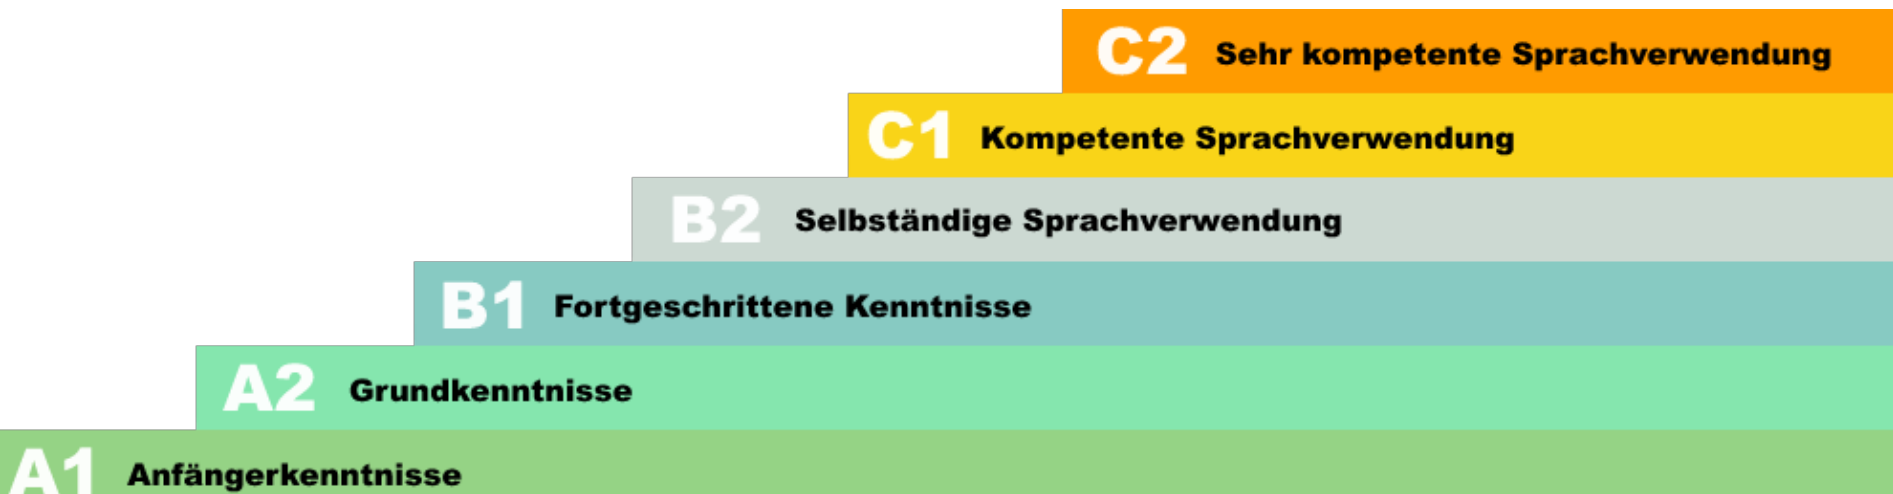 C2 Sehr kompetente Sprachverwendung
C1 Kompetente Sprachverwendung
B2 Selbständige Sprachverwendung
B1 Fortgeschrittene Kenntnisse
A2 Grundkenntnisse
A1 Anfängerkenntnisse